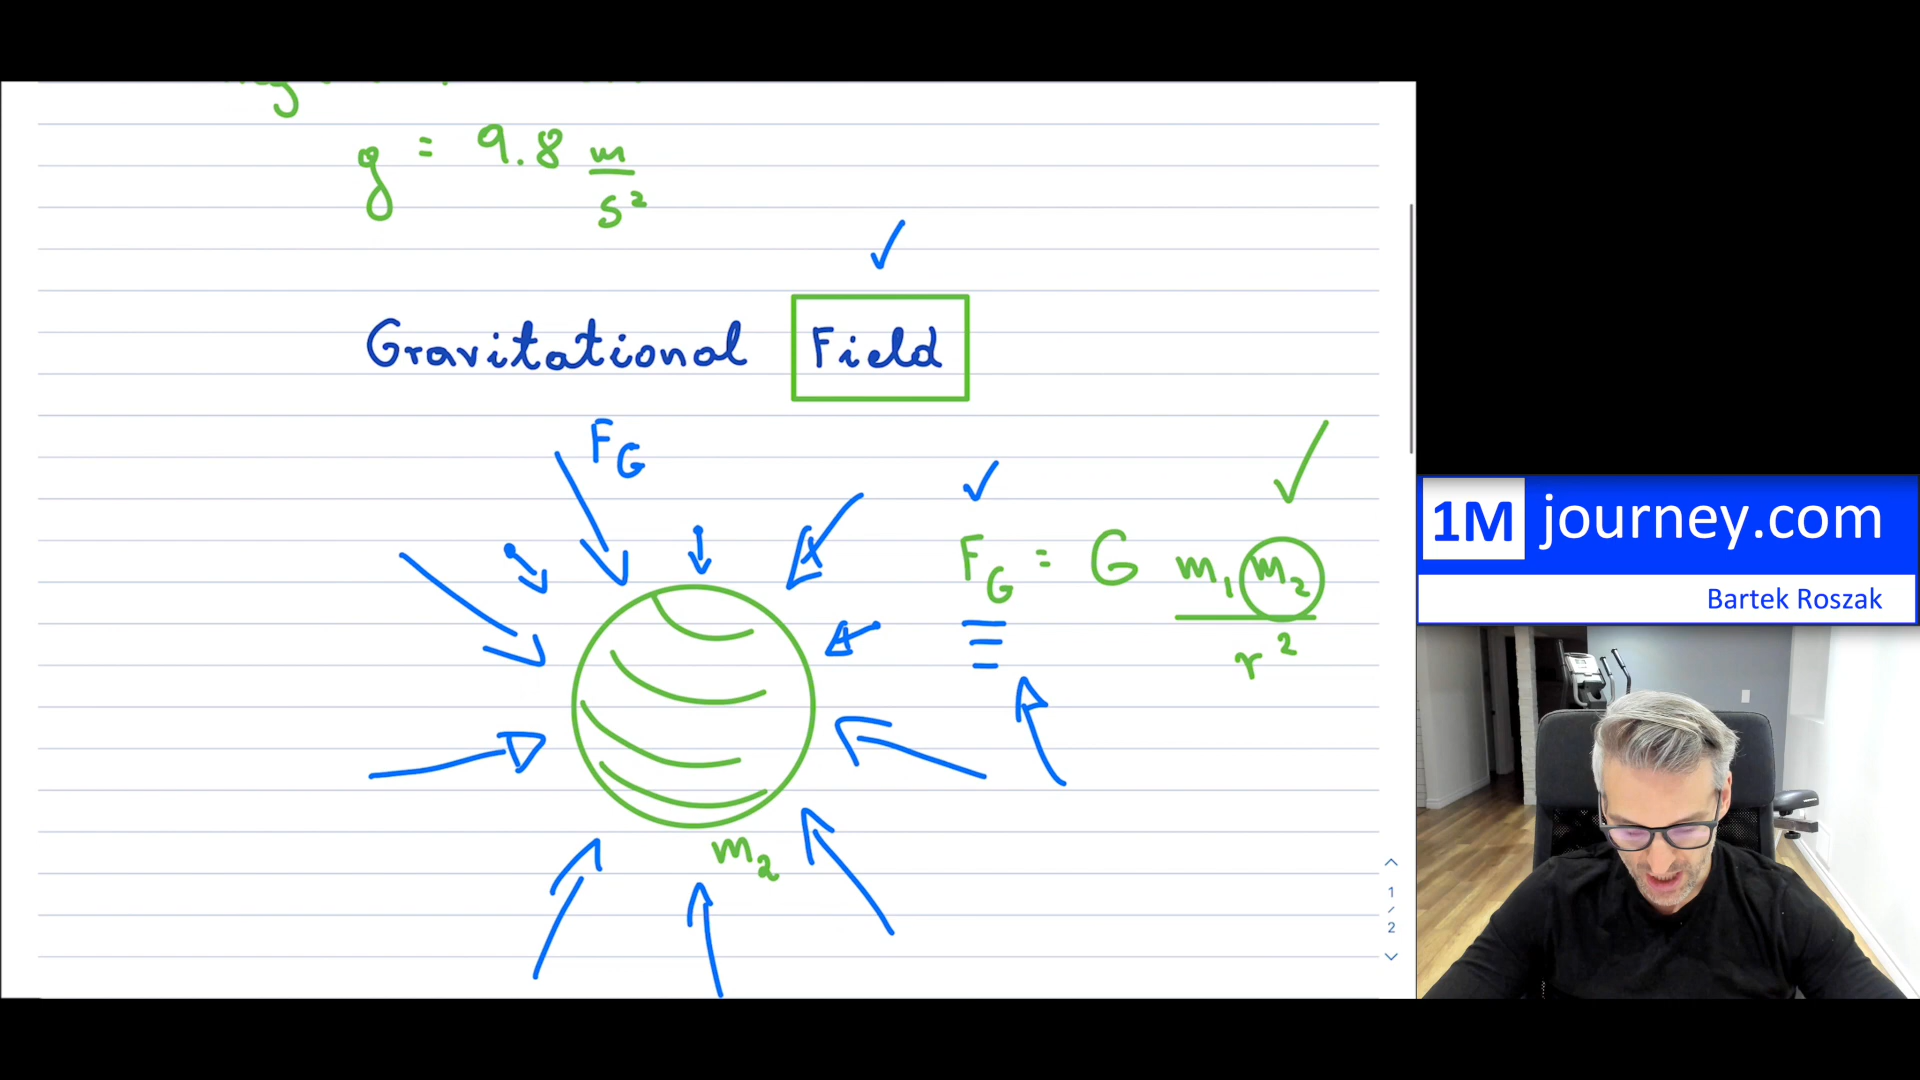 g = 9.8 m/s²
Gravitational Field
F_G
F_G = G m₁m₂/r²
m₂
1
/
2
1M journey.com
Bartek Roszak